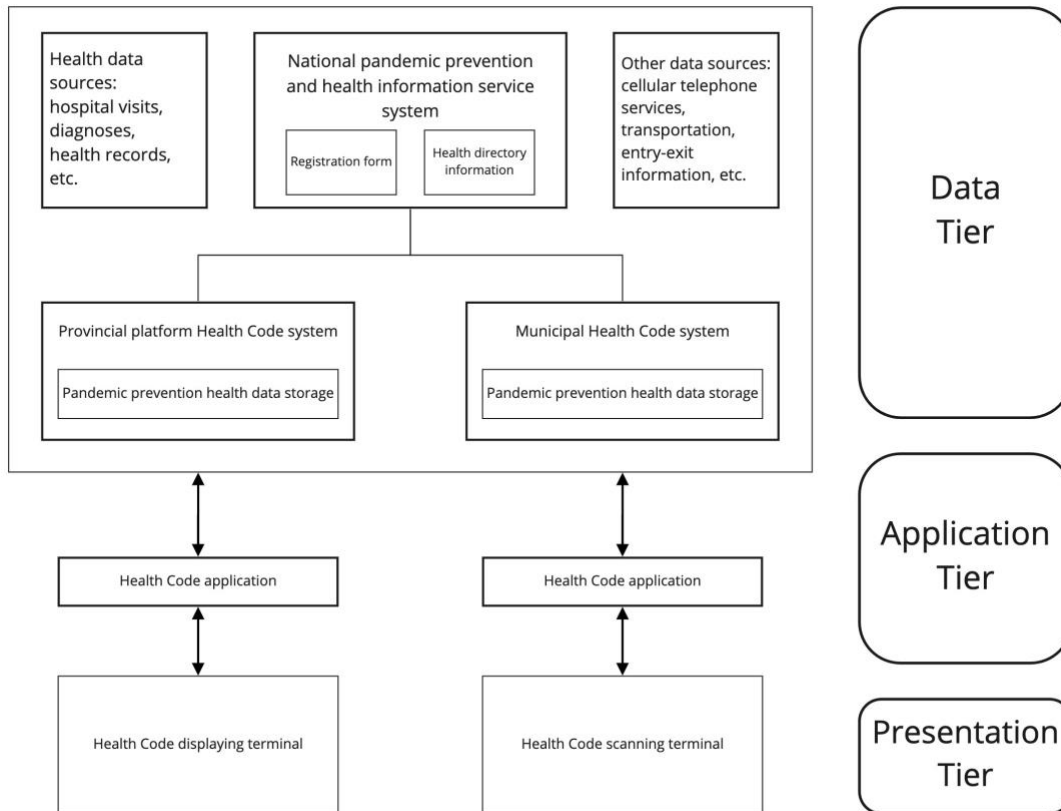 Health data
sources:
hospital visits,
diagnoses,
health records,
etc.
National pandemic prevention
and health information service
system
Registration form
Health directory
information
Other data sources:
cellular telephone
services,
transportation,
entry-exit
information, etc.
Data
Tier
Provincial platform Health Code system
Pandemic prevention health data storage
Municipal Health Code system
Pandemic prevention health data storage
Health Code application
Health Code application
Application
Tier
Health Code displaying terminal
Health Code scanning terminal
Presentation
Tier